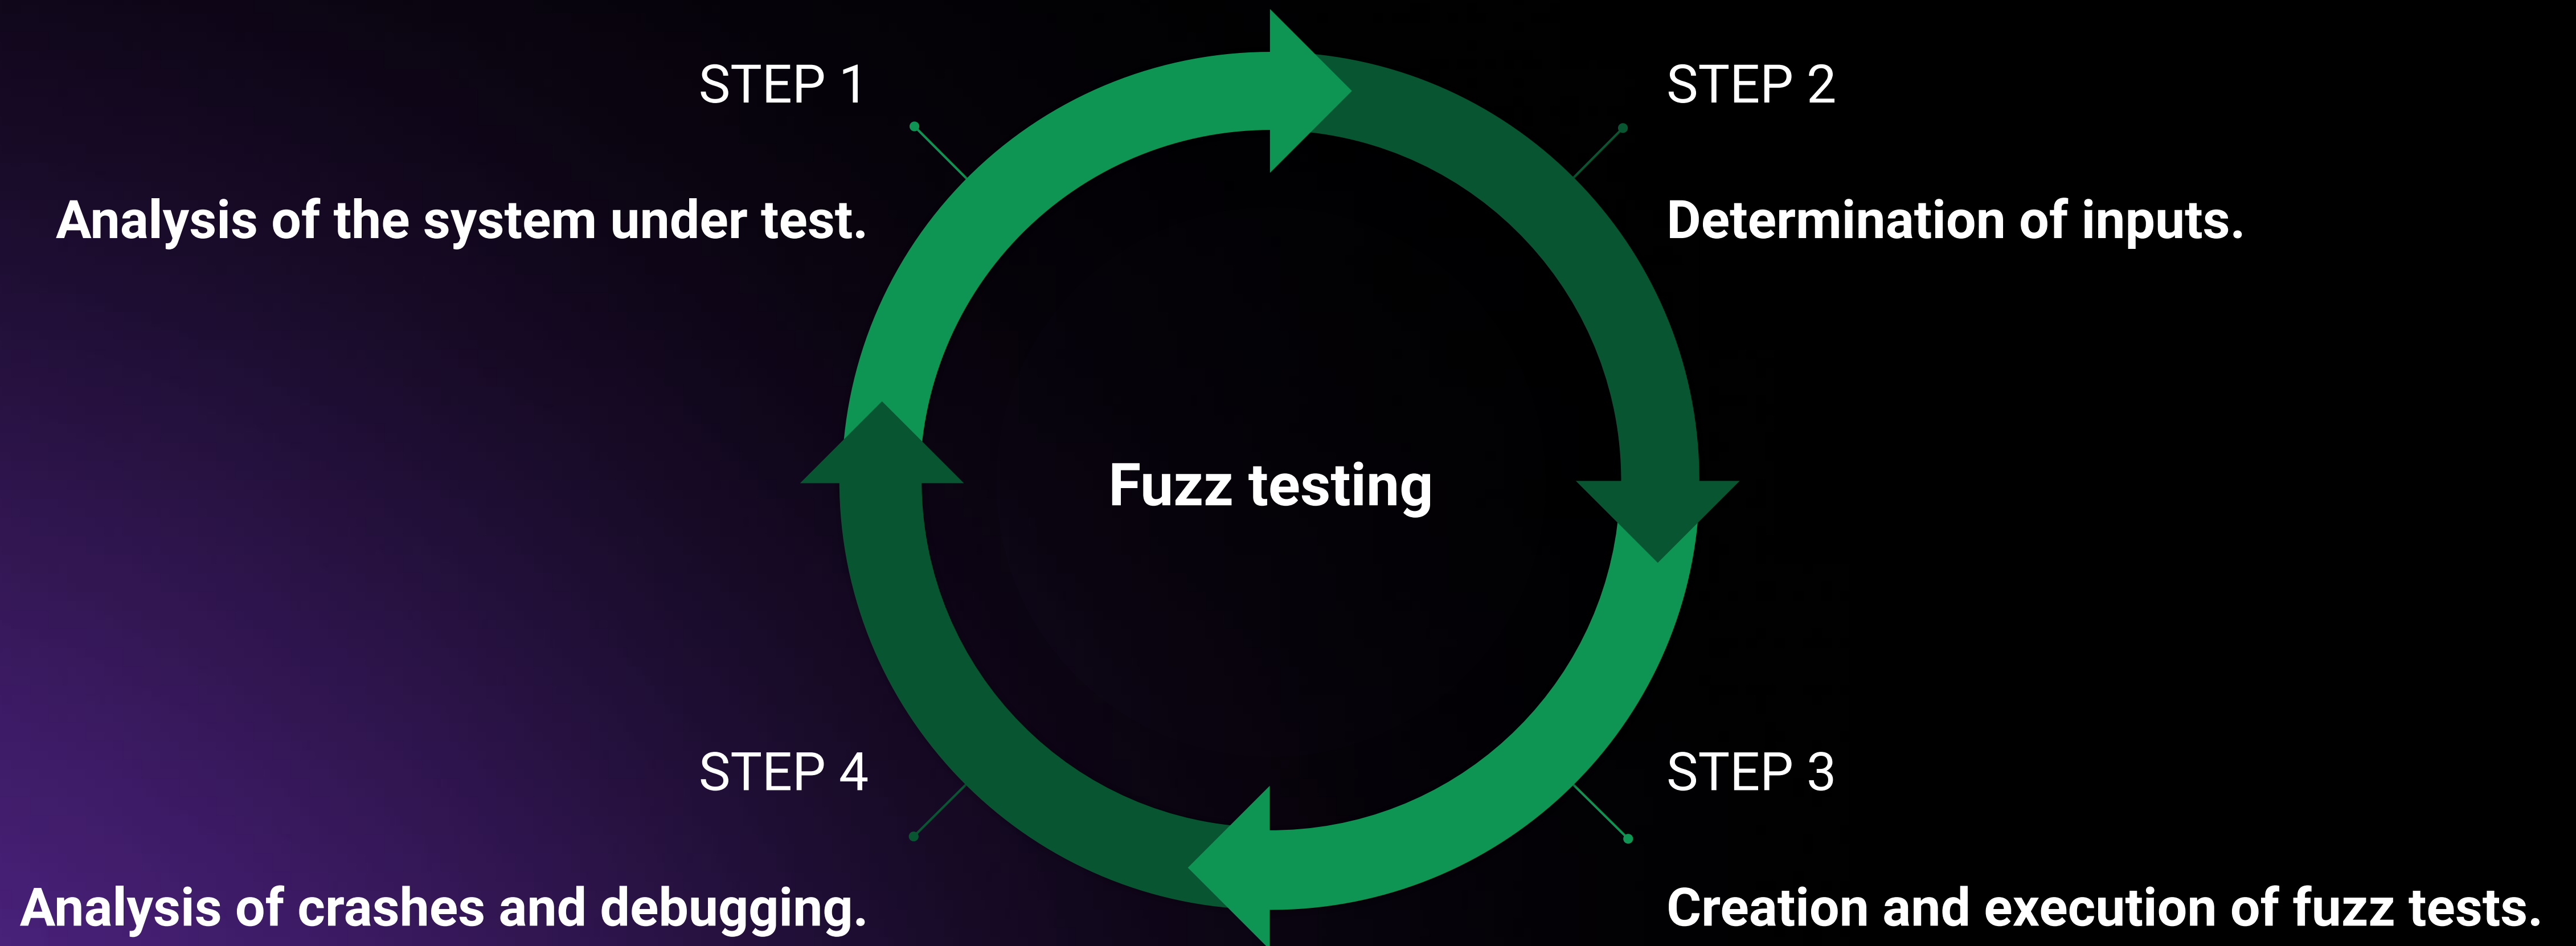 STEP 1
Analysis of the system under test.
STEP 2
Determination of inputs.
Fuzz testing
STEP 3
Creation and execution of fuzz tests.
STEP 4
Analysis of crashes and debugging.